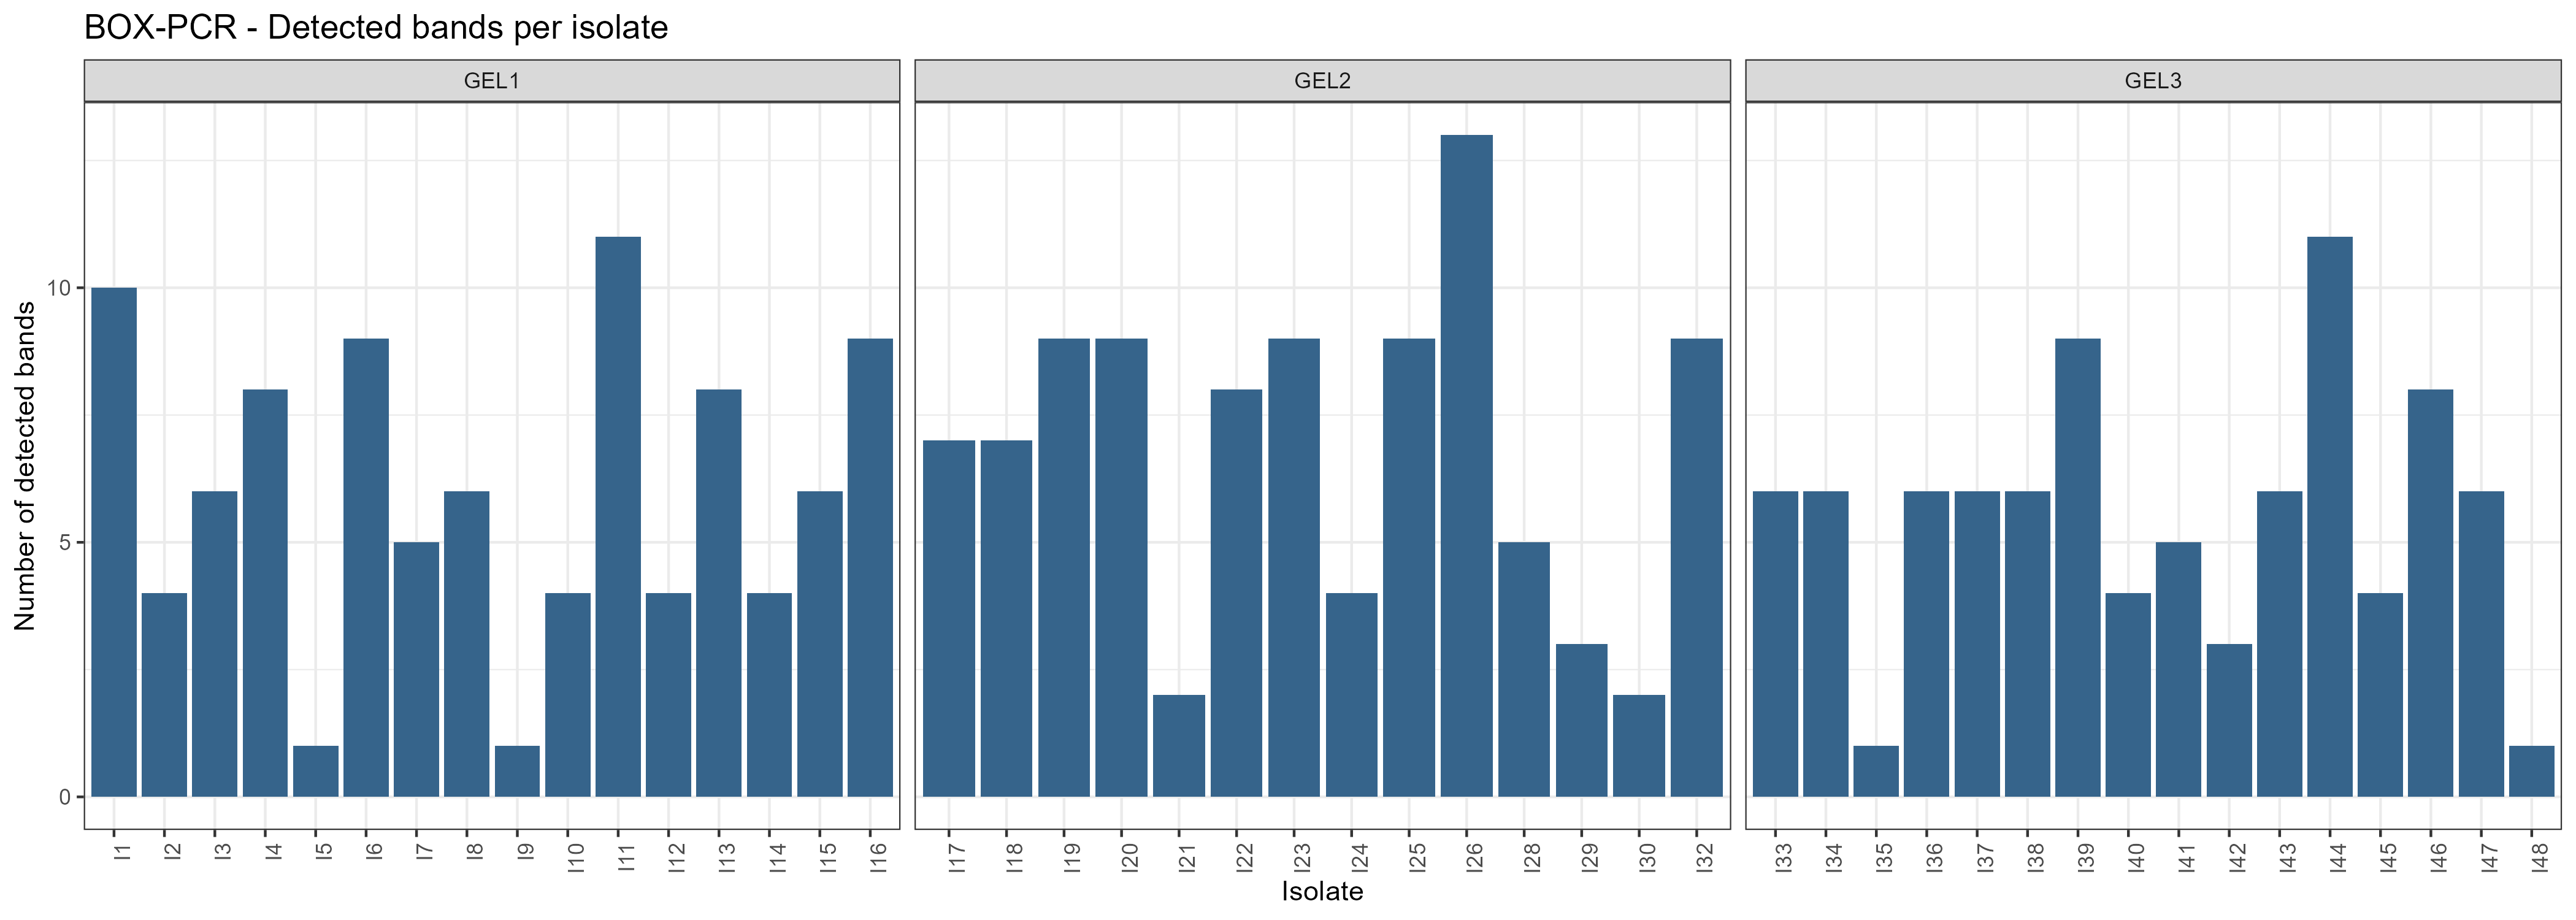 BOX-PCR - Detected bands per isolate
GEL1
GEL2
GEL3
Number of detected bands
10
5
0
I1 I2 I3 I4 I5 I6 I7 I8 I9 I10 I11 I12 I13 I14 I15 I16
I17 I18 I19 I20 I21 I22 I23 I24 I25 I26 I28 I29 I30 I32
I33 I34 I35 I36 I37 I38 I39 I40 I41 I42 I43 I44 I45 I46 I47 I48
Isolate